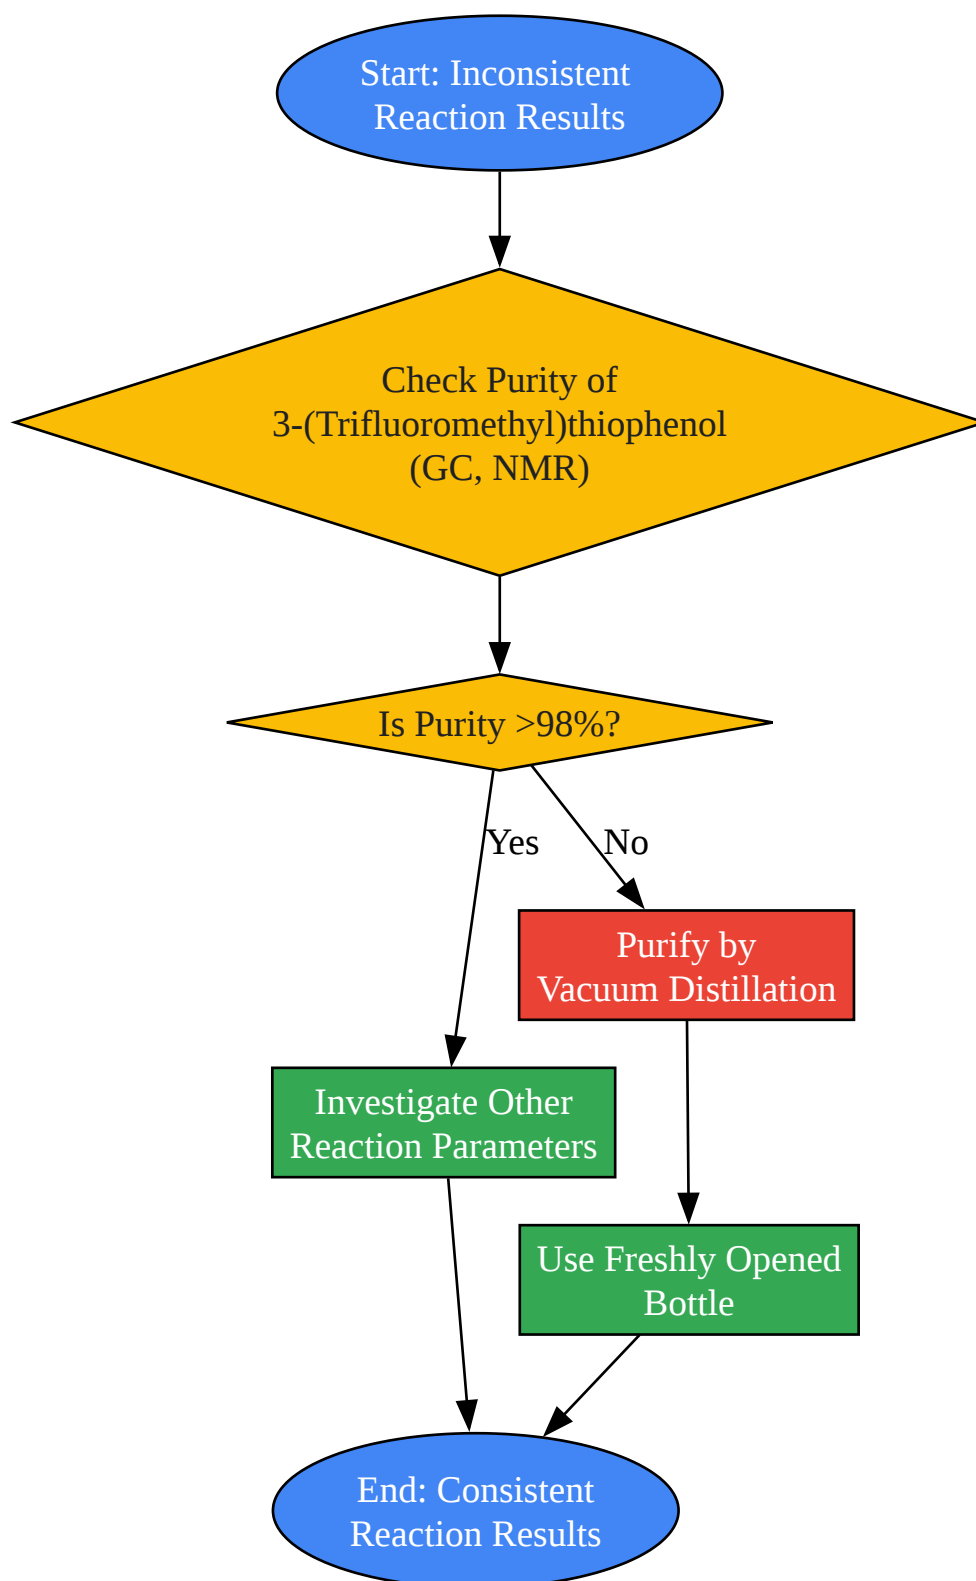 Start: Inconsistent
Reaction Results
Check Purity of
3-(Trifluoromethyl)thiophenol
(GC, NMR)
Is Purity >98%?
Yes
No
Purify by
Vacuum Distillation
Investigate Other
Reaction Parameters
Use Freshly Opened
Bottle
End: Consistent
Reaction Results